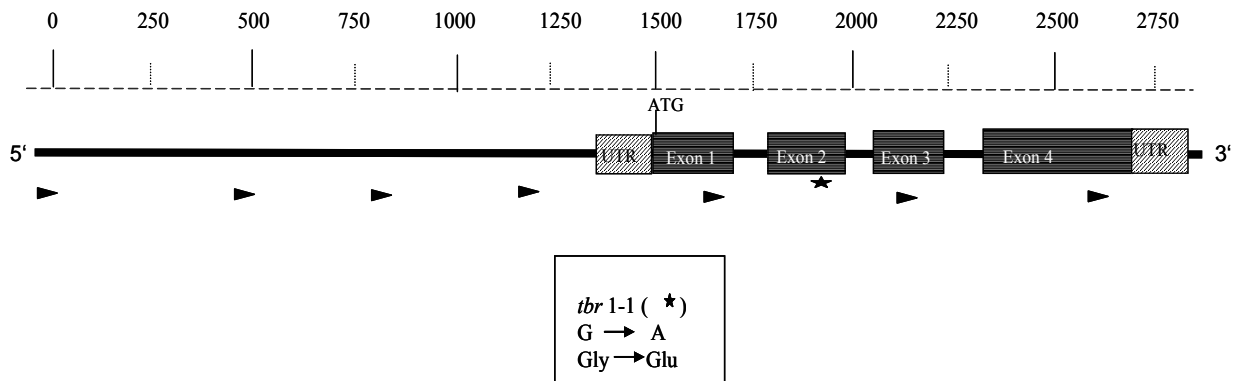 0 250 500 750 1000 1250 1500 1750 2000 2250 2500 2750
ATG
5‘ UTR Exon 1 Exon 2 Exon 3 Exon 4 UTR 3‘
tbr 1-1 ( ★ )
G → A
Gly → Glu